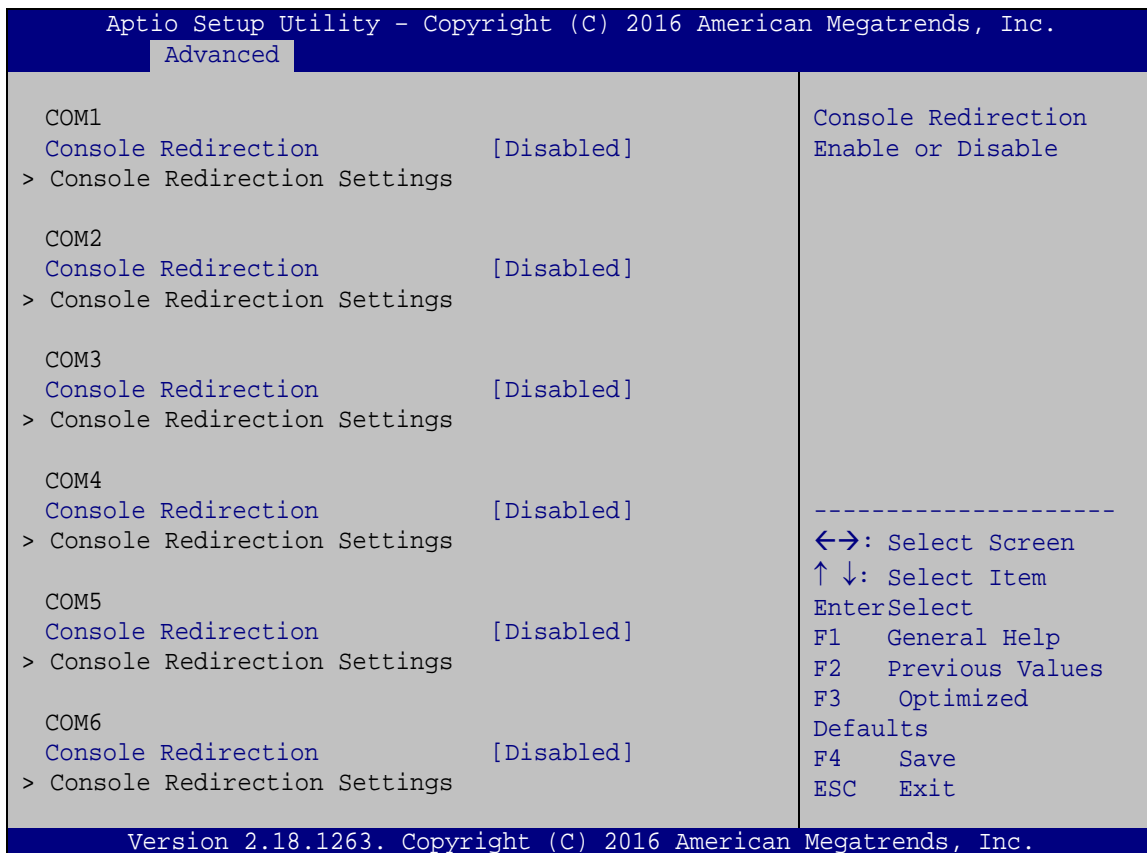 Aptio Setup Utility – Copyright (C) 2016 American Megatrends, Inc.
Advanced
COM1
Console Redirection [Disabled]
> Console Redirection Settings
COM2
Console Redirection [Disabled]
> Console Redirection Settings
COM3
Console Redirection [Disabled]
> Console Redirection Settings
COM4
Console Redirection [Disabled]
> Console Redirection Settings
COM5
Console Redirection [Disabled]
> Console Redirection Settings
COM6
Console Redirection [Disabled]
> Console Redirection Settings
Console Redirection
Enable or Disable
---------------------
←→: Select Screen
↑ ↓: Select Item
EnterSelect
F1 General Help
F2 Previous Values
F3 Optimized
Defaults
F4 Save
ESC Exit
Version 2.18.1263. Copyright (C) 2016 American Megatrends, Inc.